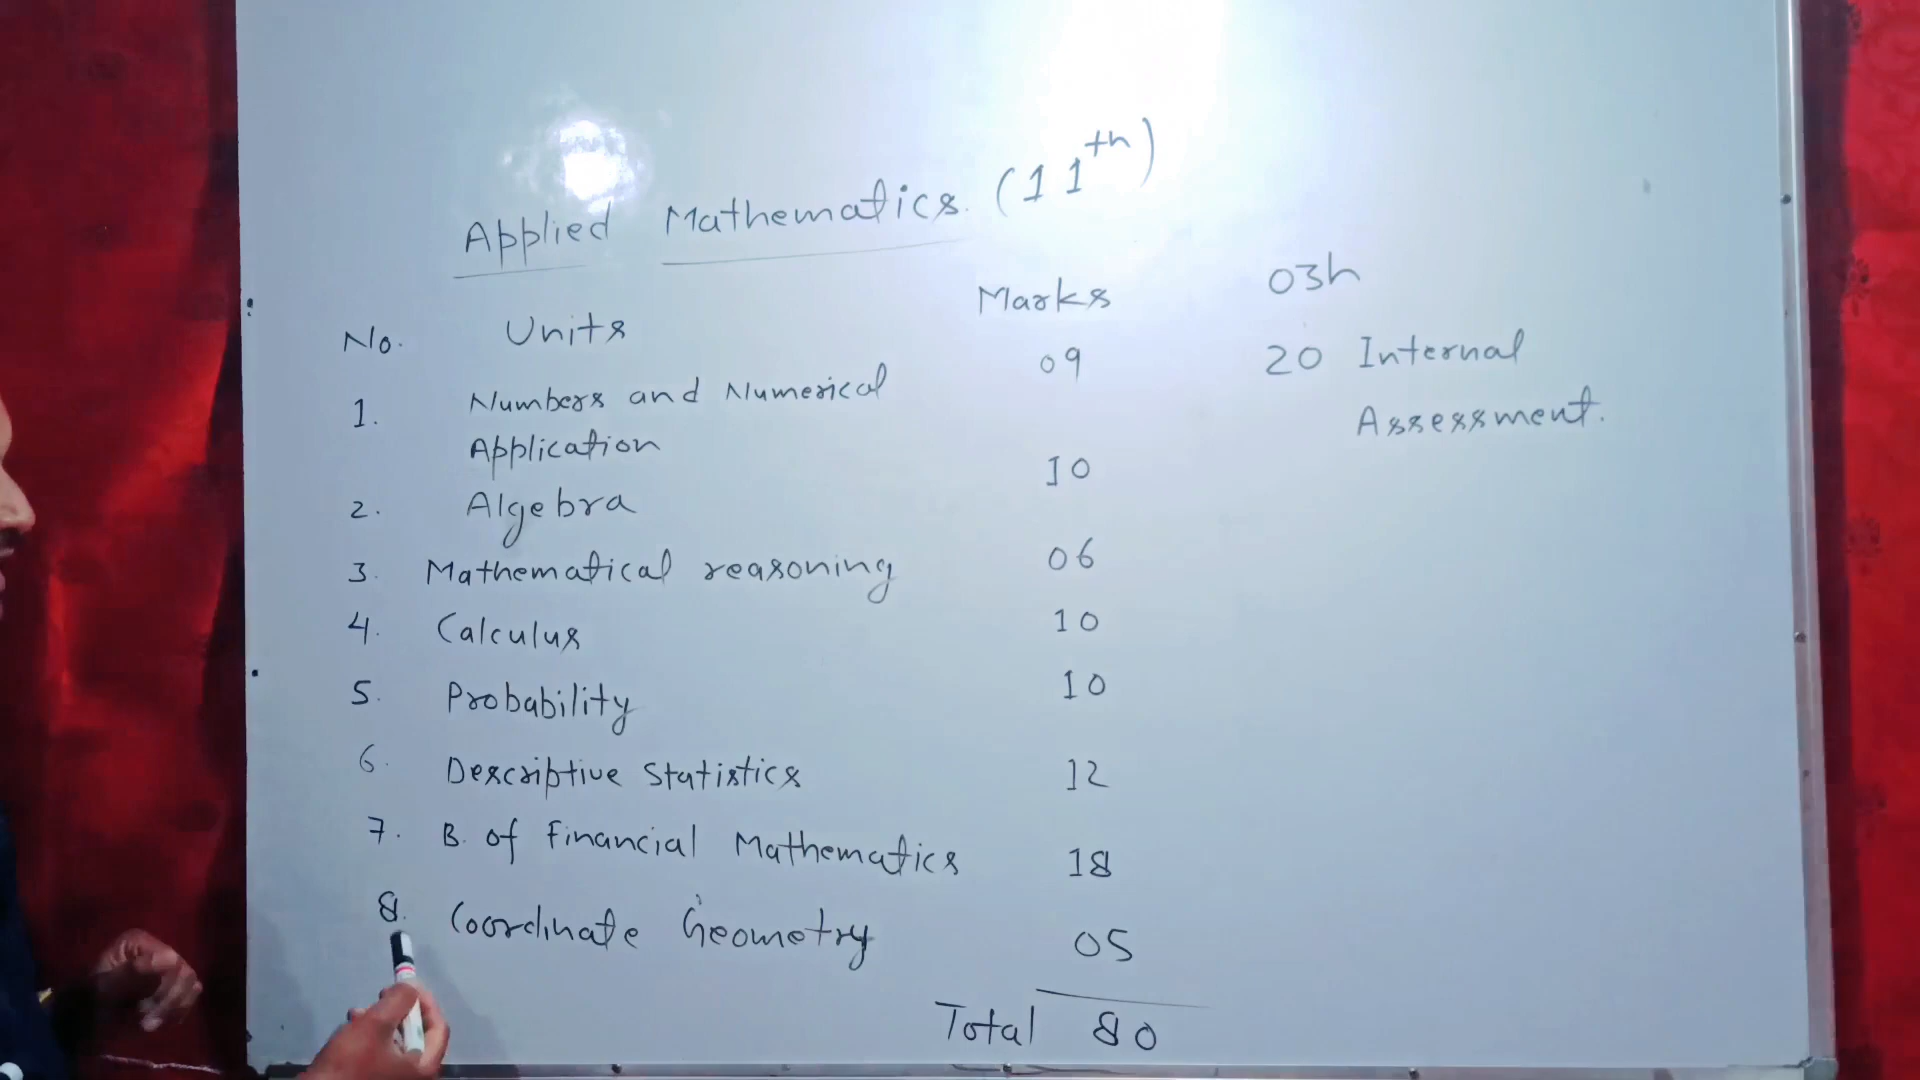 Applied Mathematics. (11th)
No. Units Marks 03h
1. Numbers and Numerical 09 20 Internal
Application Assessment.
2. Algebra 10
3. Mathematical reasoning 06
4. Calculus 10
5. Probability 10
6. Descriptive Statistics 12
7. B. of Financial Mathematics 18
8. Coordinate Geometry 05
Total 80